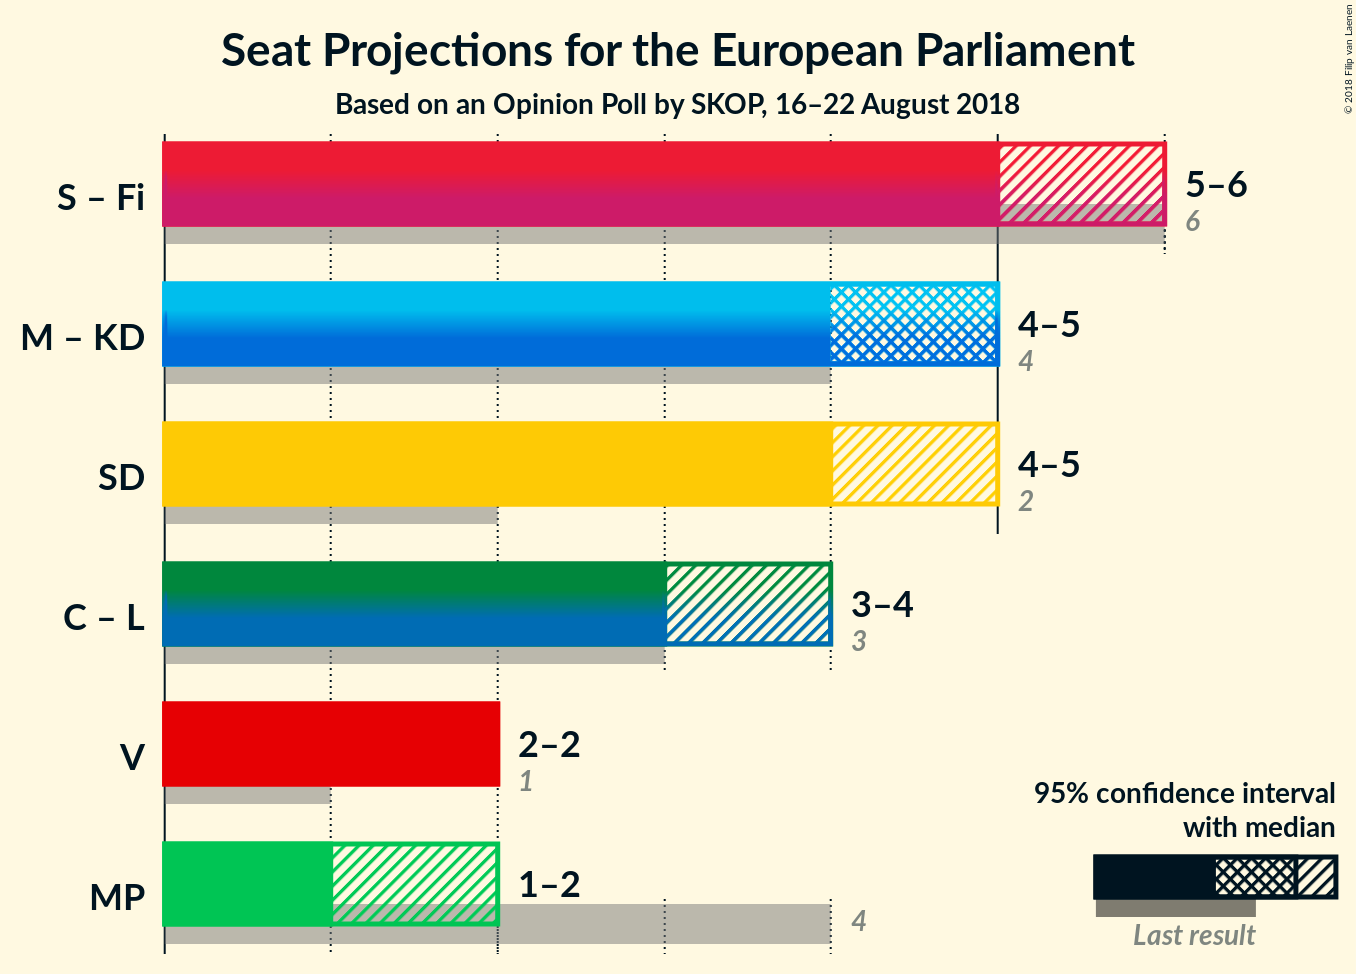 Seat Projections for the European Parliament
Based on an Opinion Poll by SKOP, 16–22 August 2018
© 2018 Filip van Laenen
S – Fi
5–6
6
M – KD
4–5
4
SD
4–5
2
C – L
3–4
3
V
2–2
1
MP
1–2
4
95% confidence interval
with median
Last result